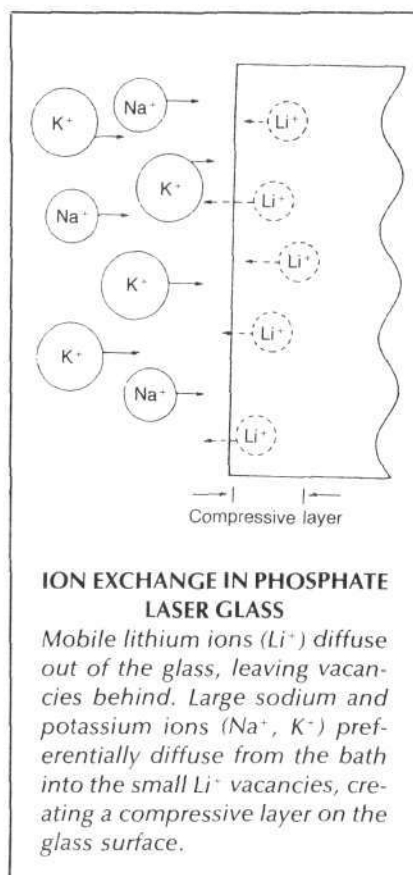 K⁺ Na⁺ Li⁺
K⁺ Li⁺
Na⁺
Li⁺
K⁺
Li⁺
K⁺
Na⁺
Li⁺
Compressive layer
ION EXCHANGE IN PHOSPHATE
LASER GLASS
Mobile lithium ions (Li⁺) diffuse
out of the glass, leaving vacan-
cies behind. Large sodium and
potassium ions (Na⁺, K⁺) pref-
erentially diffuse from the bath
into the small Li⁺ vacancies, cre-
ating a compressive layer on the
glass surface.